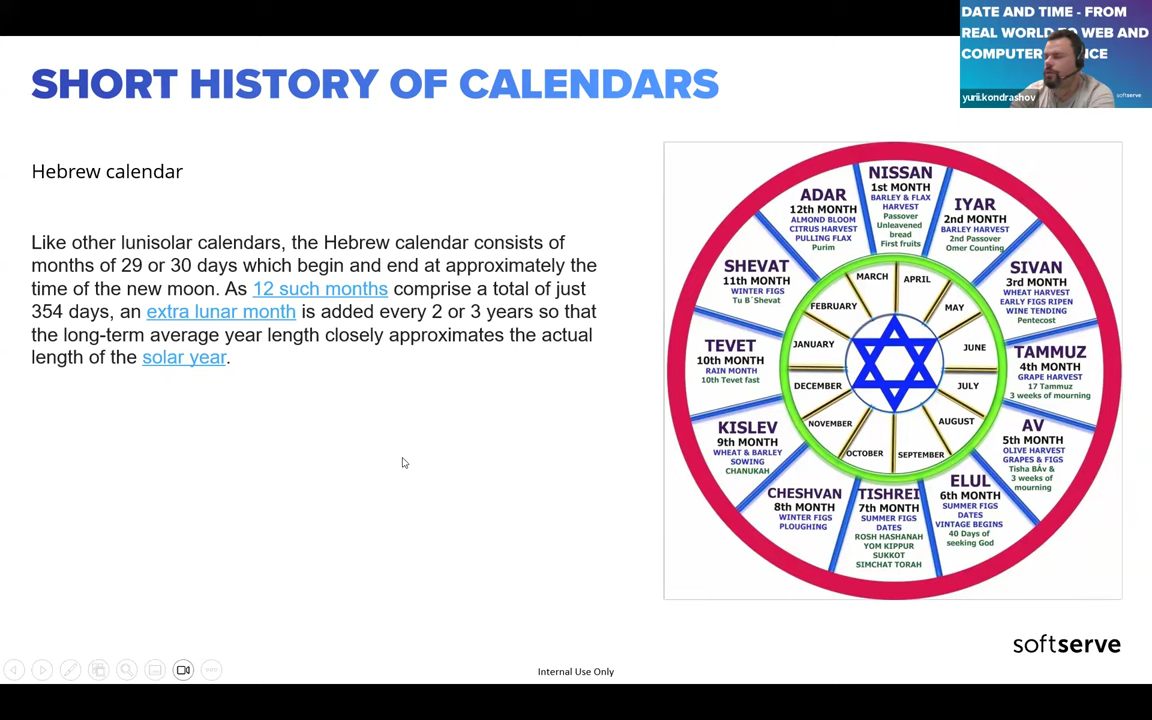 DATE AND TIME - FROM
REAL WORLD TO WEB AND
COMPUTER NCE
yurii.kondrashov
softserve
SHORT HISTORY OF CALENDARS
Hebrew calendar
Like other lunisolar calendars, the Hebrew calendar consists of
months of 29 or 30 days which begin and end at approximately the
time of the new moon. As 12 such months comprise a total of just
354 days, an extra lunar month is added every 2 or 3 years so that
the long-term average year length closely approximates the actual
length of the solar year.
NISSAN
1st MONTH
BARLEY & FLAX
HARVEST
Passover
Unleavened
bread
First fruits
IYAR
2nd MONTH
BARLEY HARVEST
2nd Passover
Omer Counting
SIVAN
3rd MONTH
WHEAT HARVEST
EARLY FIGS RIPEN
WINE TENDING
Pentecost
TAMMUZ
4th MONTH
GRAPE HARVEST
17 Tammuz
3 weeks of mourning
AV
5th MONTH
OLIVE HARVEST
GRAPES & FIGS
Tisha BÁv &
3 weeks of
mourning
ELUL
6th MONTH
SUMMER FIGS
DATES
VINTAGE BEGINS
40 Days of
seeking God
TISHREI
7th MONTH
SUMMER FIGS
DATES
ROSH HASHANAH
YOM KIPPUR
SUKKOT
SIMCHAT TORAH
CHESHVAN
8th MONTH
WINTER FIGS
PLOUGHING
KISLEV
9th MONTH
WHEAT & BARLEY
SOWING
CHANUKAH
TEVET
10th MONTH
RAIN MONTH
10th Tevet fast
SHEVAT
11th MONTH
WINTER FIGS
Tu B´Shevat
ADAR
12th MONTH
ALMOND BLOOM
CITRUS HARVEST
PULLING FLAX
Purim
MARCH
APRIL
MAY
JUNE
JULY
AUGUST
SEPTEMBER
OCTOBER
NOVEMBER
DECEMBER
JANUARY
FEBRUARY
softserve
Internal Use Only